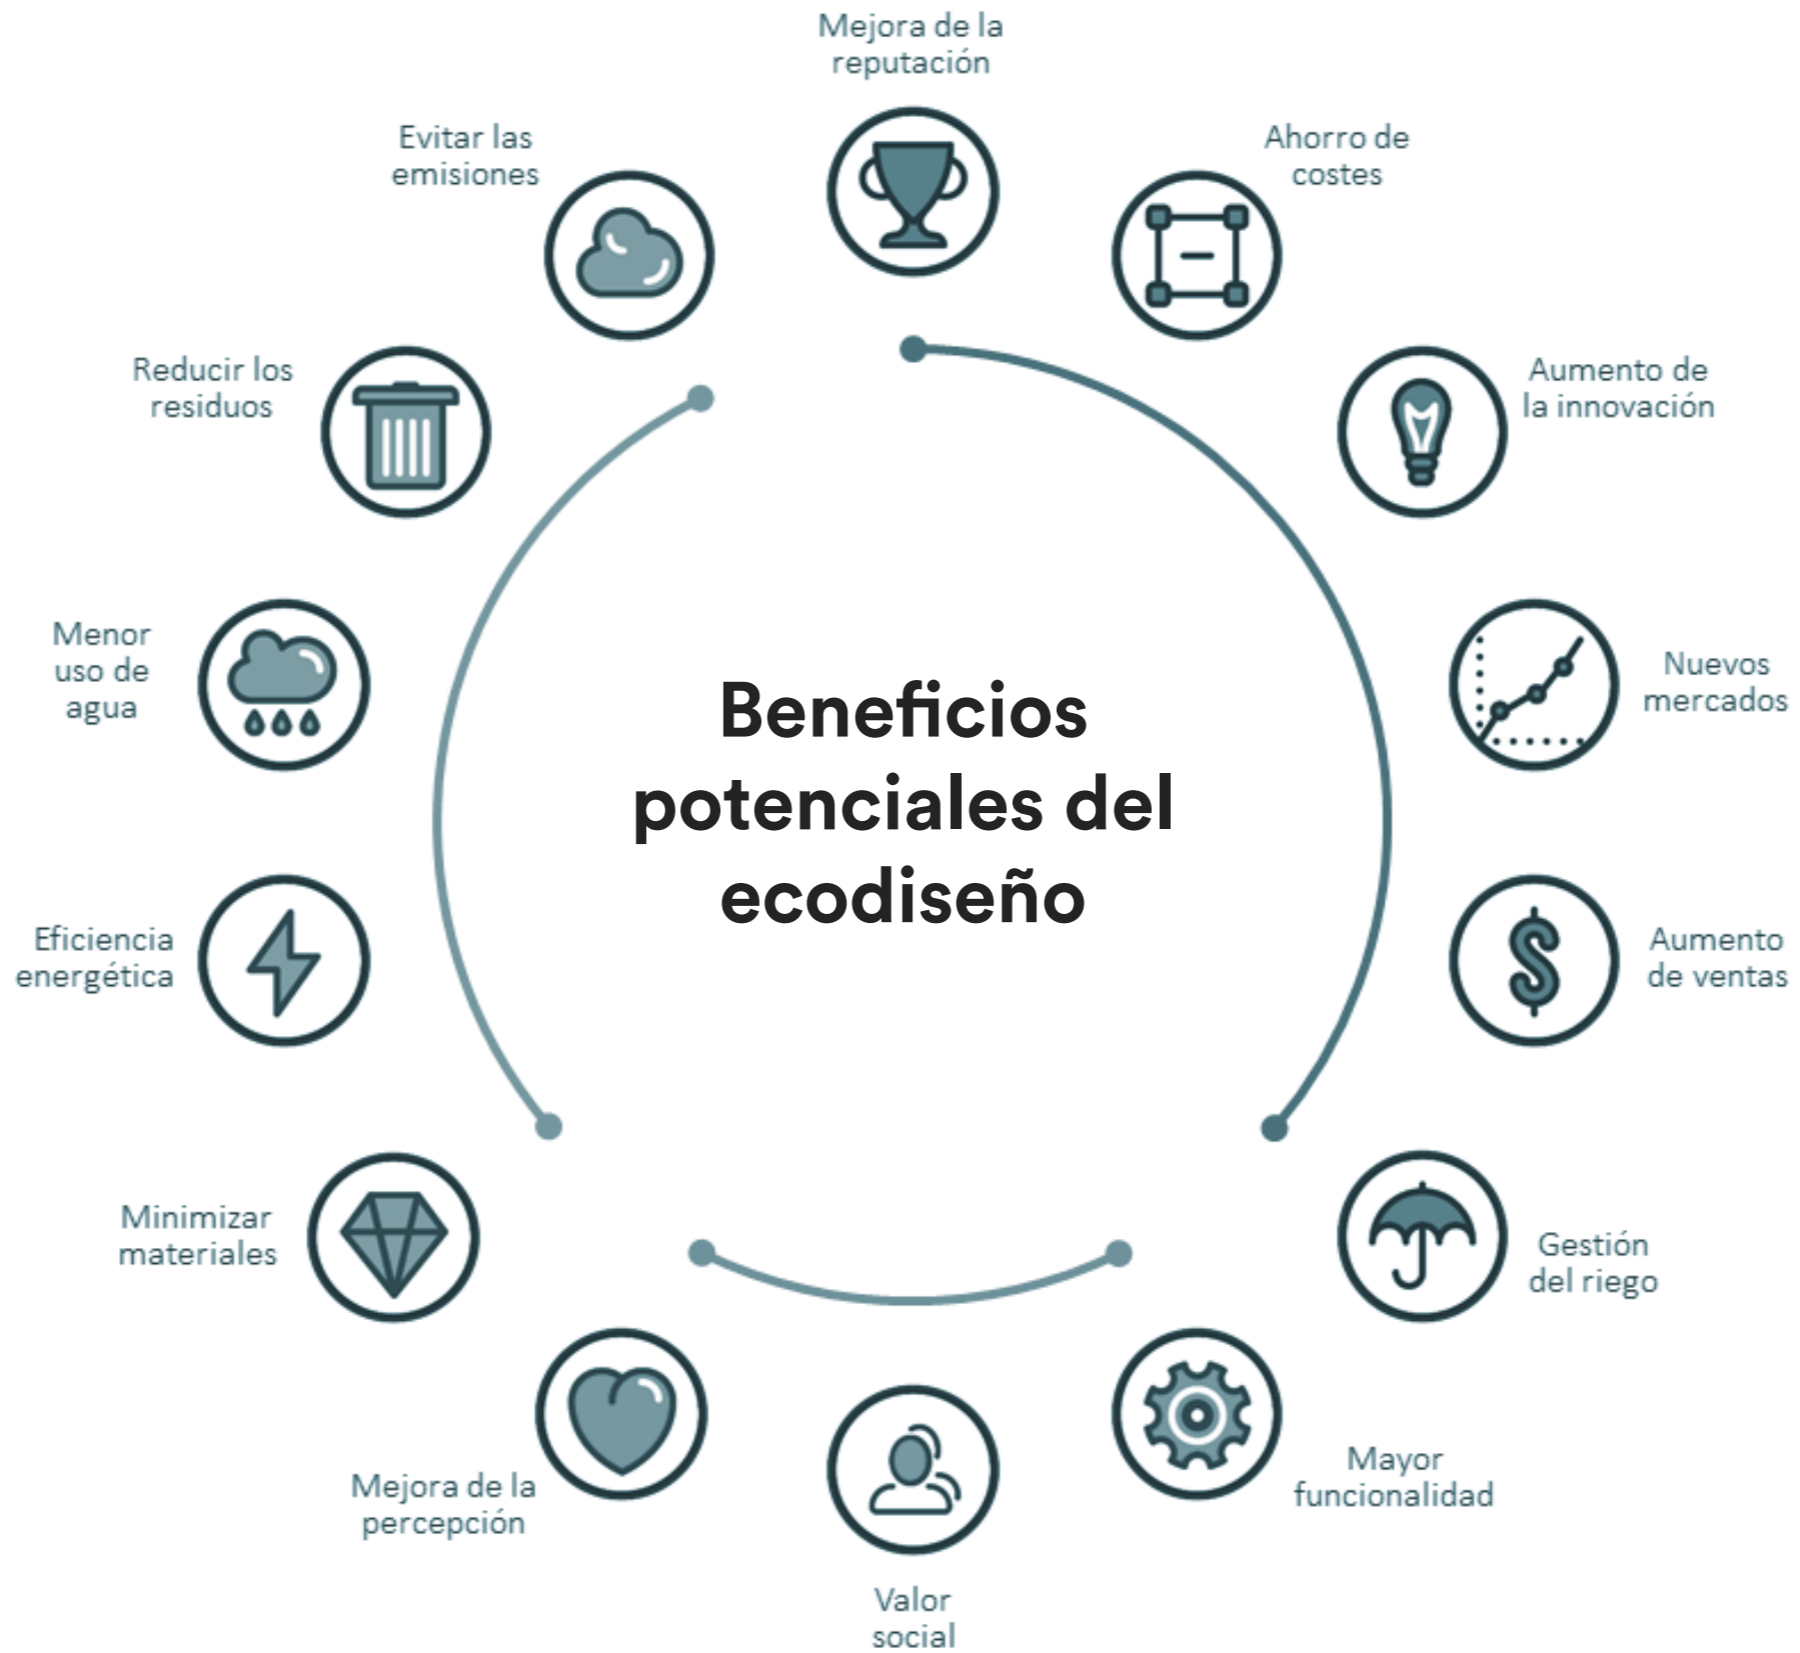 Mejora de la
reputación
Ahorro de
costes
Aumento de
la innovación
Nuevos
mercados
Aumento
de ventas
Gestión
del riego
Mayor
funcionalidad
Valor
social
Mejora de la
percepción
Minimizar
materiales
Eficiencia
energética
Menor
uso de
agua
Reducir los
residuos
Evitar las
emisiones
Beneficios
potenciales del
ecodiseño